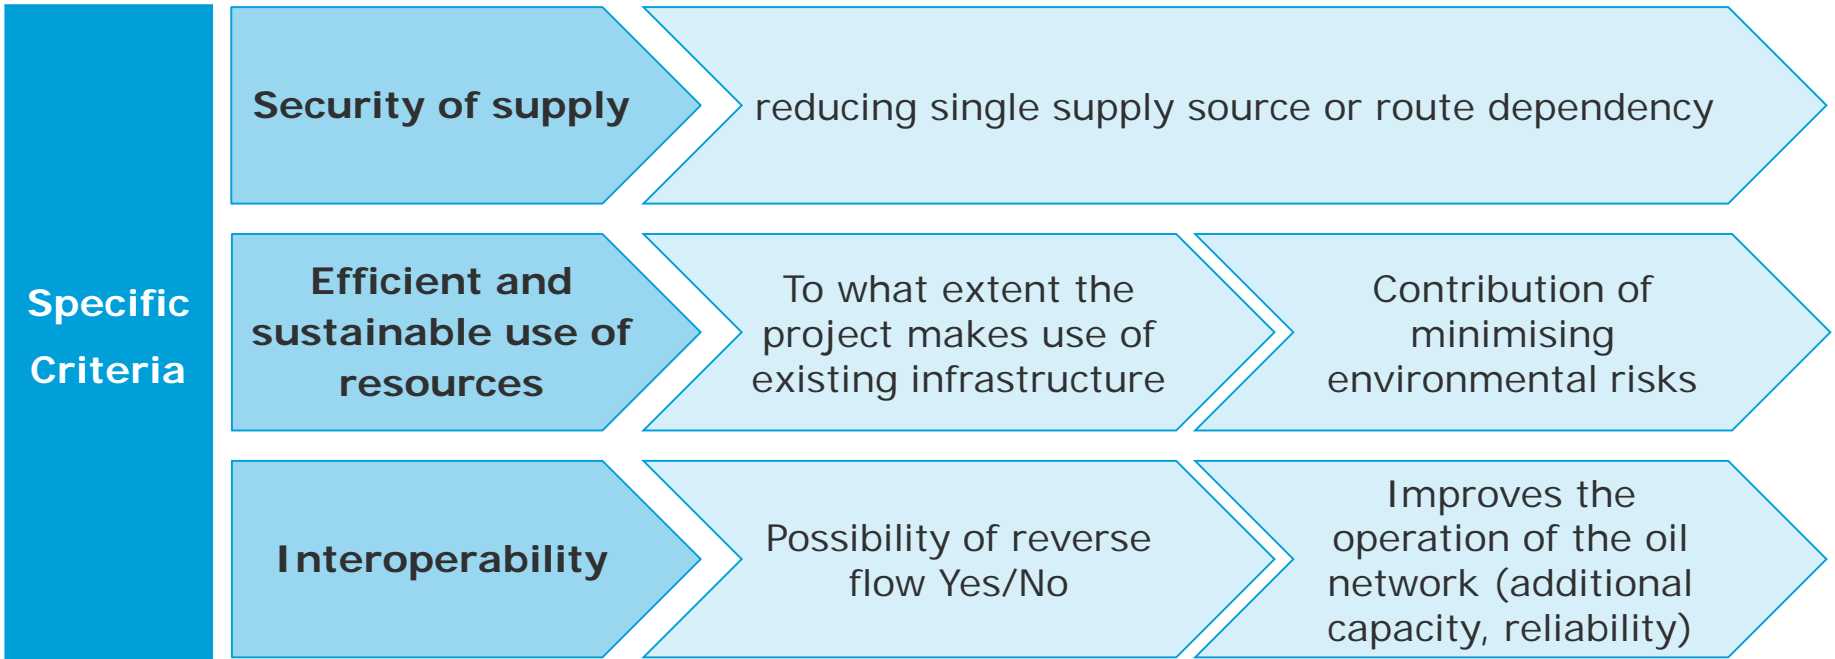 Specific
Criteria
Security of supply
reducing single supply source or route dependency
Efficient and
sustainable use of
resources
To what extent the
project makes use of
existing infrastructure
Contribution of
minimising
environmental risks
Interoperability
Possibility of reverse
flow Yes/No
Improves the
operation of the oil
network (additional
capacity, reliability)